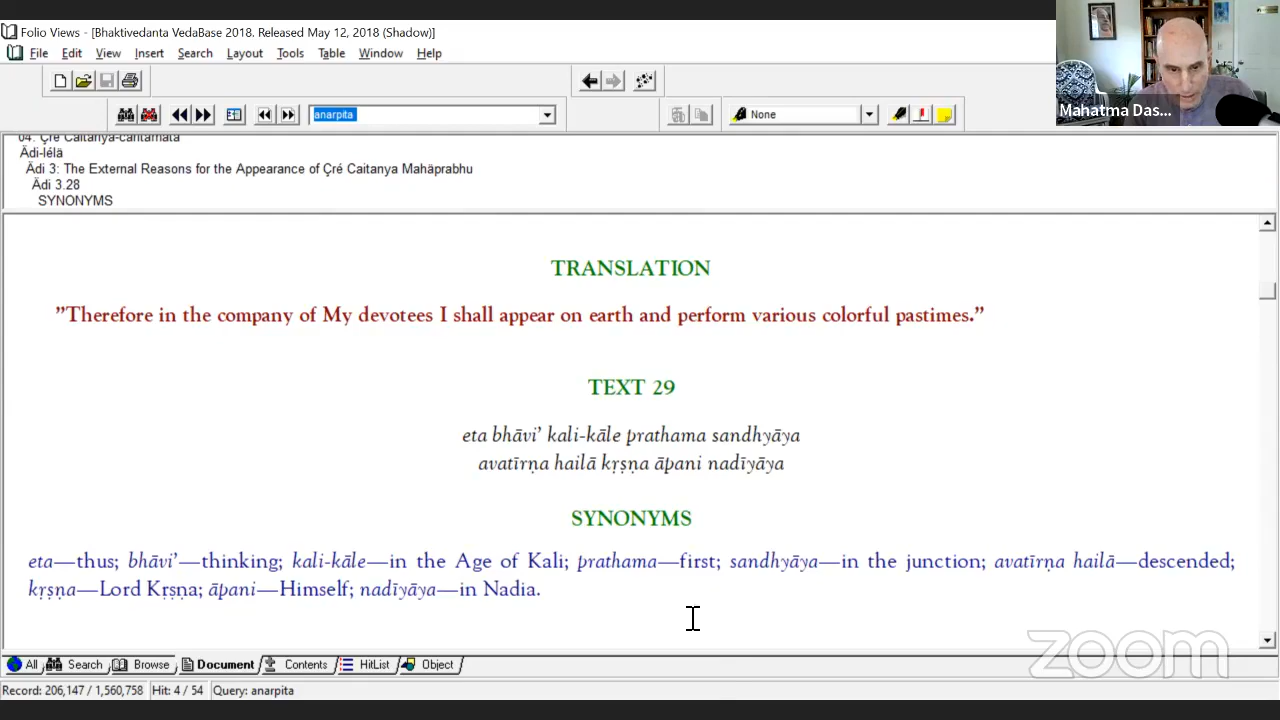 Folio Views - [Bhaktivedanta VedaBase 2018. Released May 12, 2018 (Shadow)]
File Edit View Insert Search Layout Tools Table Window Help
anarpita
None
Mahatma Das...
04. Çré Caitanya-caritämåta
Ädi-lélä
Ädi 3: The External Reasons for the Appearance of Çré Caitanya Mahäprabhu
Ädi 3.28
SYNONYMS
TRANSLATION
”Therefore in the company of My devotees I shall appear on earth and perform various colorful pastimes.”
TEXT 29
eta bhāvi’ kali-kāle prathama sandhyāya
avatīrṇa hailā kṛṣṇa āpani nadīyāya
SYNONYMS
eta—thus; bhāvi’—thinking; kali-kāle—in the Age of Kali; prathama—first; sandhyāya—in the junction; avatīrṇa hailā—descended;
kṛṣṇa—Lord Kṛṣṇa; āpani—Himself; nadīyāya—in Nadia.
zoom
All Search Browse Document Contents HitList Object
Record: 206,147 / 1,560,758 Hit: 4 / 54 Query: anarpita